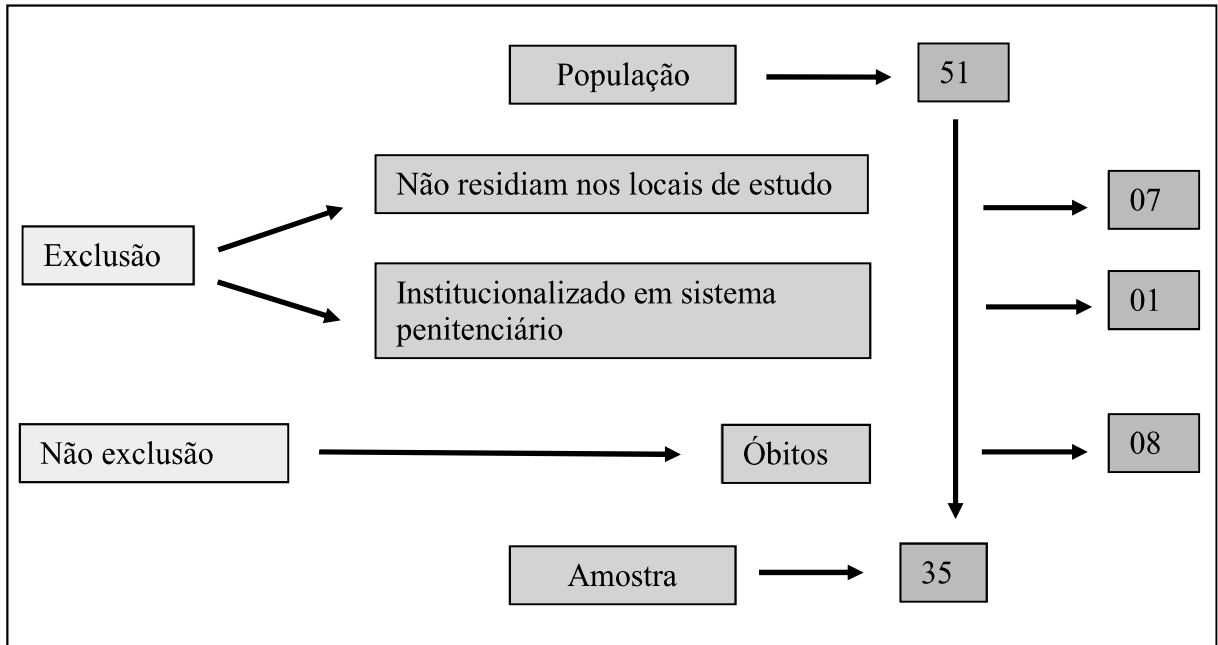 População
51
Não residiam nos locais de estudo
07
Exclusão
Institucionalizado em sistema
penitenciário
01
Não exclusão
Óbitos
08
Amostra
35